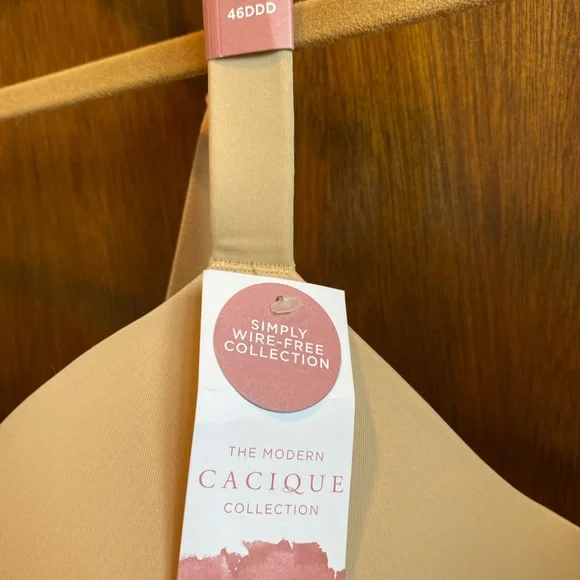 46DDD
SIMPLY
WIRE-FREE
COLLECTION
THE MODERN
CACIQUE
COLLECTION